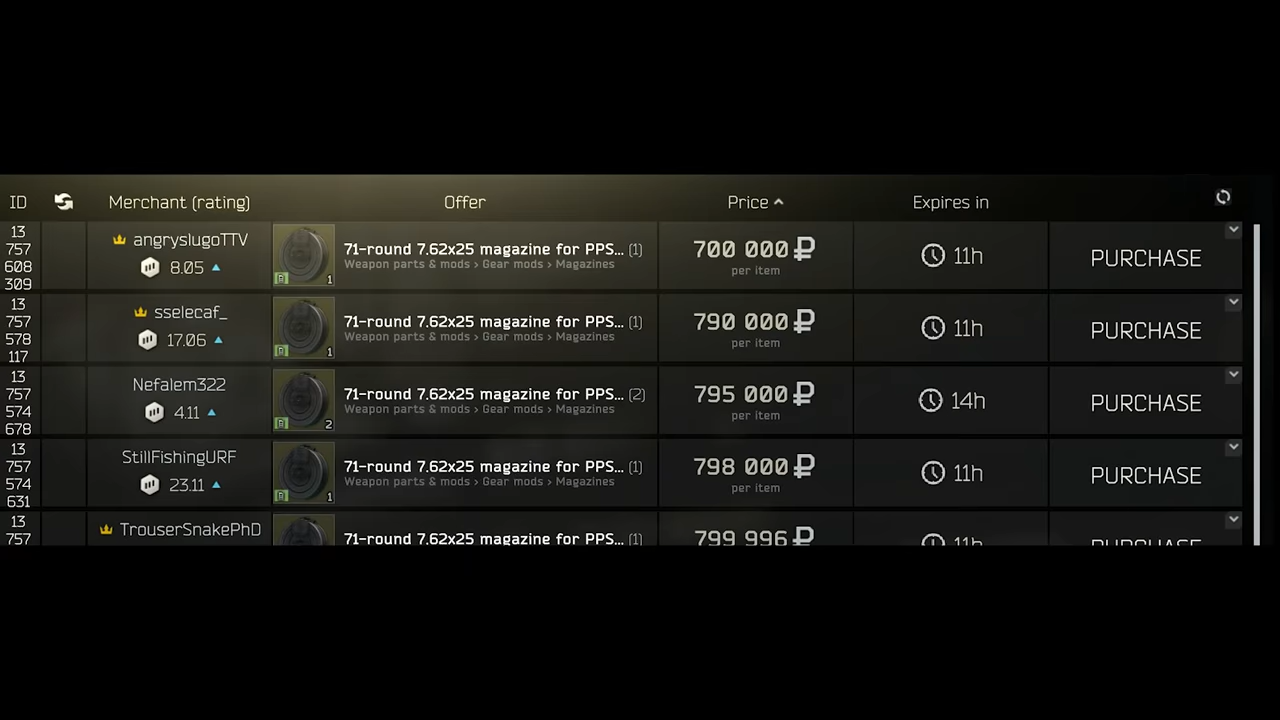 ID Merchant (rating) Offer Price Expires in
13 757 608 309
angryslugoTTV
8.05
1
71-round 7.62x25 magazine for PPS... (1)
Weapon parts & mods › Gear mods › Magazines
700 000 ₽
per item
11h
PURCHASE
13 757 578 117
sselecaf_
17.06
1
71-round 7.62x25 magazine for PPS... (1)
Weapon parts & mods › Gear mods › Magazines
790 000 ₽
per item
11h
PURCHASE
13 757 574 678
Nefalem322
4.11
2
71-round 7.62x25 magazine for PPS... (2)
Weapon parts & mods › Gear mods › Magazines
795 000 ₽
per item
14h
PURCHASE
13 757 574 631
StillFishingURF
23.11
1
71-round 7.62x25 magazine for PPS... (1)
Weapon parts & mods › Gear mods › Magazines
798 000 ₽
per item
11h
PURCHASE
13 757
TrouserSnakePhD
71-round 7.62x25 magazine for PPS... (1)
799 996 ₽
11h
PURCHASE